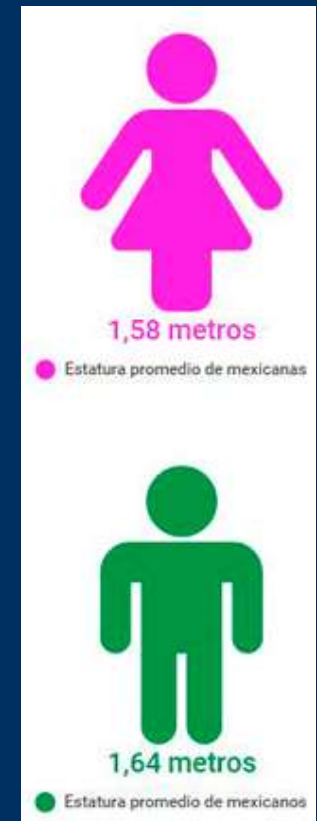 1,58 metros
Estatura promedio de mexicanas
1,64 metros
Estatura promedio de mexicanos